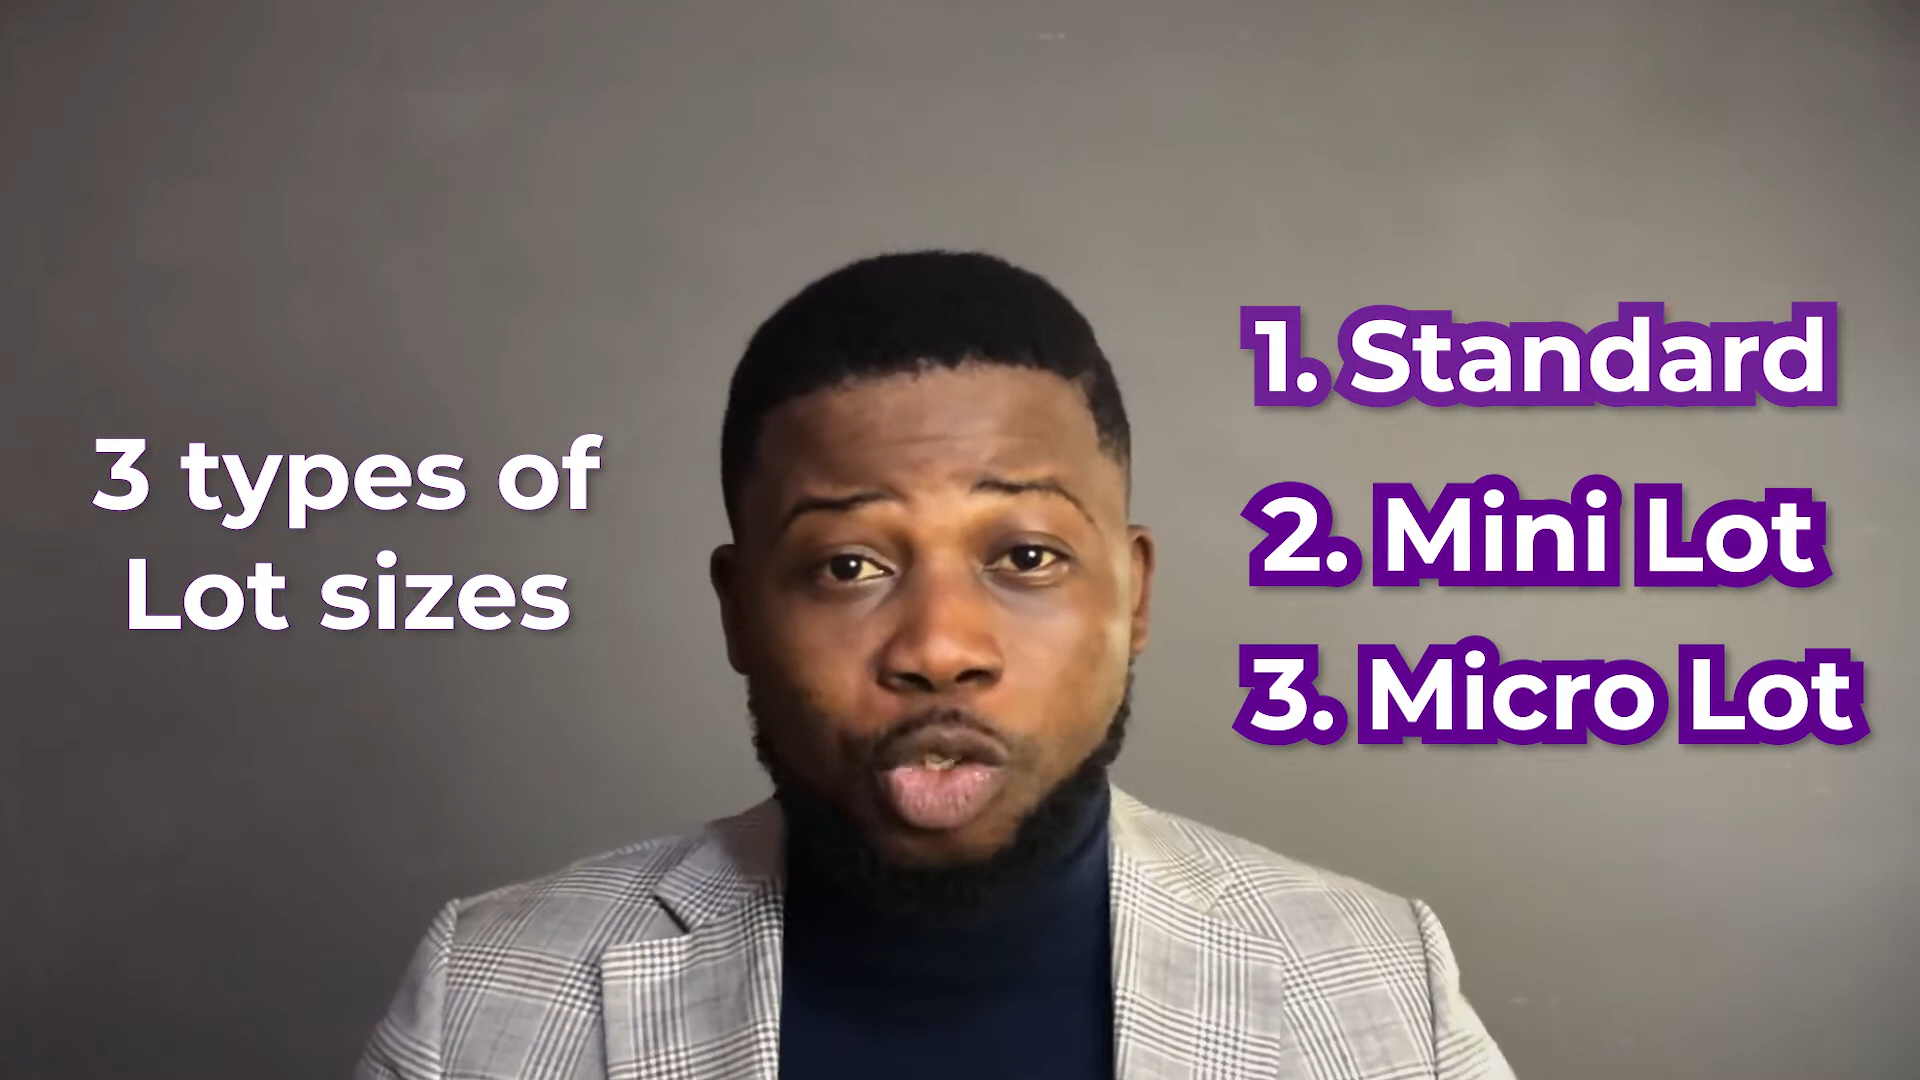 3 types of
Lot sizes
1. Standard
2. Mini Lot
3. Micro Lot